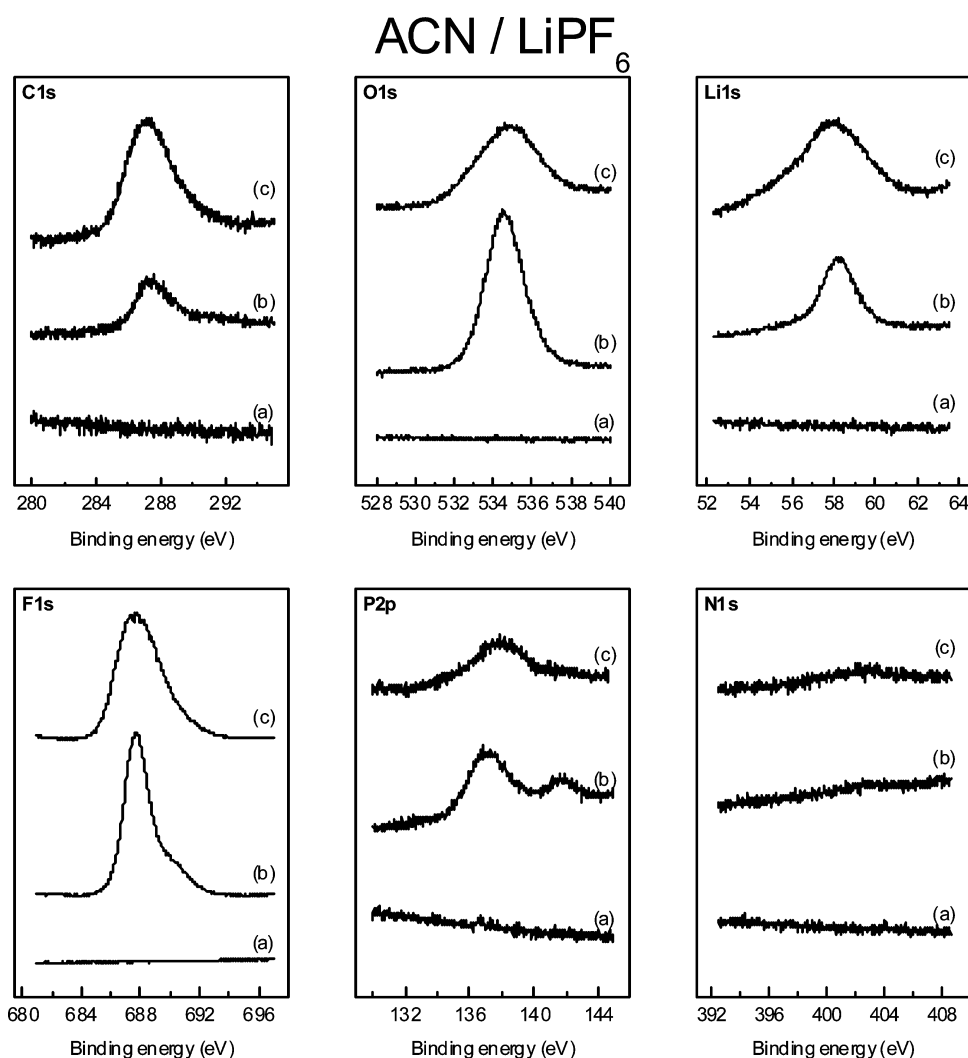 ACN / LiPF6
C1s
(c)
(b)
(a)
280 284 288 292
Binding energy (eV)
O1s
(c)
(b)
(a)
528 530 532 534 536 538 540
Binding energy (eV)
Li1s
(c)
(b)
(a)
52 54 56 58 60 62 64
Binding energy (eV)
F1s
(c)
(b)
(a)
680 684 688 692 696
Binding energy (eV)
P2p
(c)
(b)
(a)
132 136 140 144
Binding energy (eV)
N1s
(c)
(b)
(a)
392 396 400 404 408
Binding energy (eV)